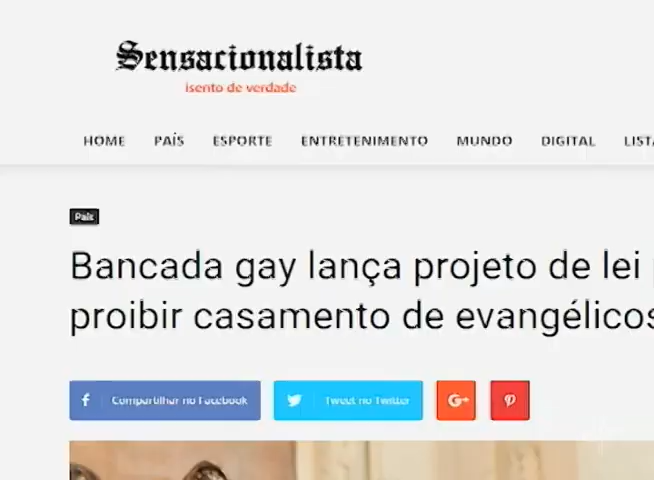 Sensacionalista
isento de verdade
HOME PAÍS ESPORTE ENTRETENIMENTO MUNDO DIGITAL LISTA
País
Bancada gay lança projeto de lei
proibir casamento de evangélicos
Compartilhar no Facebook Tweet no Twitter G+